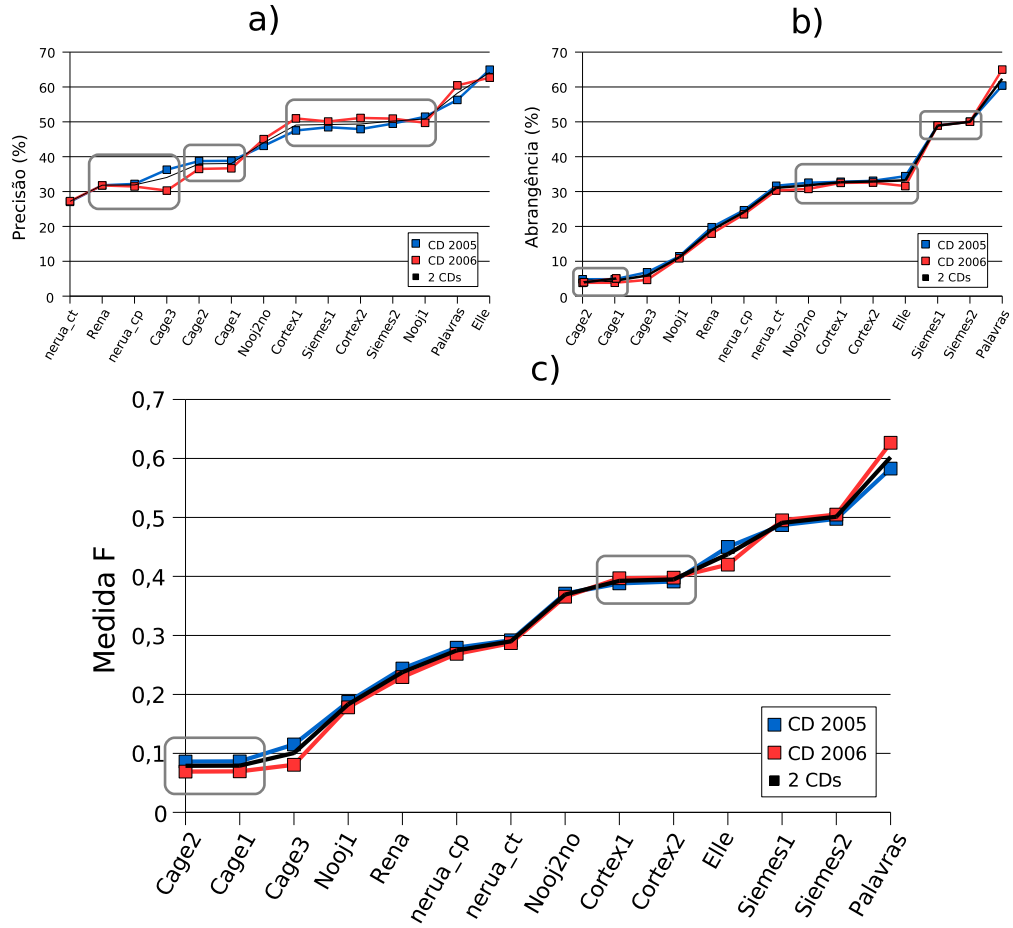 a)
Precisão (%)
70
60
50
40
30
20
10
0
nerua_ct
Rena
nerua_cp
Cage3
Cage2
Cage1
Nooj2no
Cortex1
Siemes1
Cortex2
Siemes2
Nooj1
Palavras
Elle
CD 2005
CD 2006
2 CDs
b)
Abrangência (%)
70
60
50
40
30
20
10
0
Cage2
Cage1
Cage3
Nooj1
Rena
nerua_cp
nerua_ct
Nooj2no
Cortex1
Cortex2
Elle
Siemes1
Siemes2
Palavras
CD 2005
CD 2006
2 CDs
c)
Medida F
0,7
0,6
0,5
0,4
0,3
0,2
0,1
0
Cage2
Cage1
Cage3
Nooj1
Rena
nerua_cp
nerua_ct
Nooj2no
Cortex1
Cortex2
Elle
Siemes1
Siemes2
Palavras
CD 2005
CD 2006
2 CDs